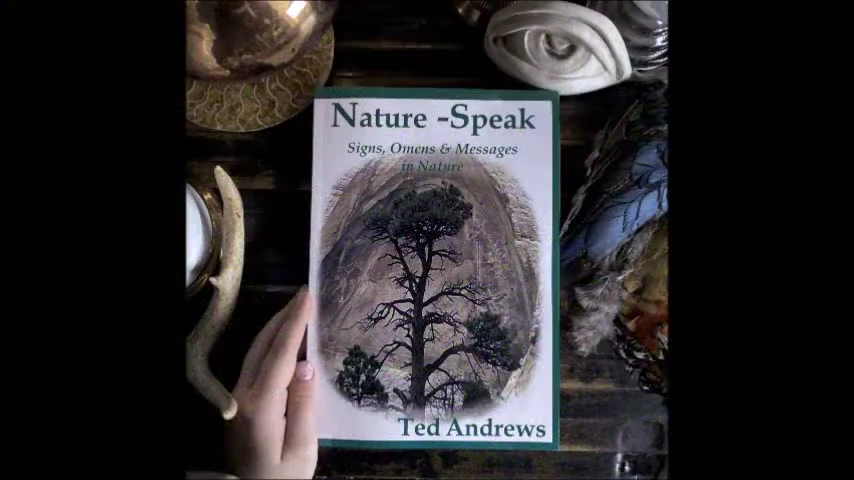 Nature -Speak
Signs, Omens & Messages
in Nature
Ted Andrews